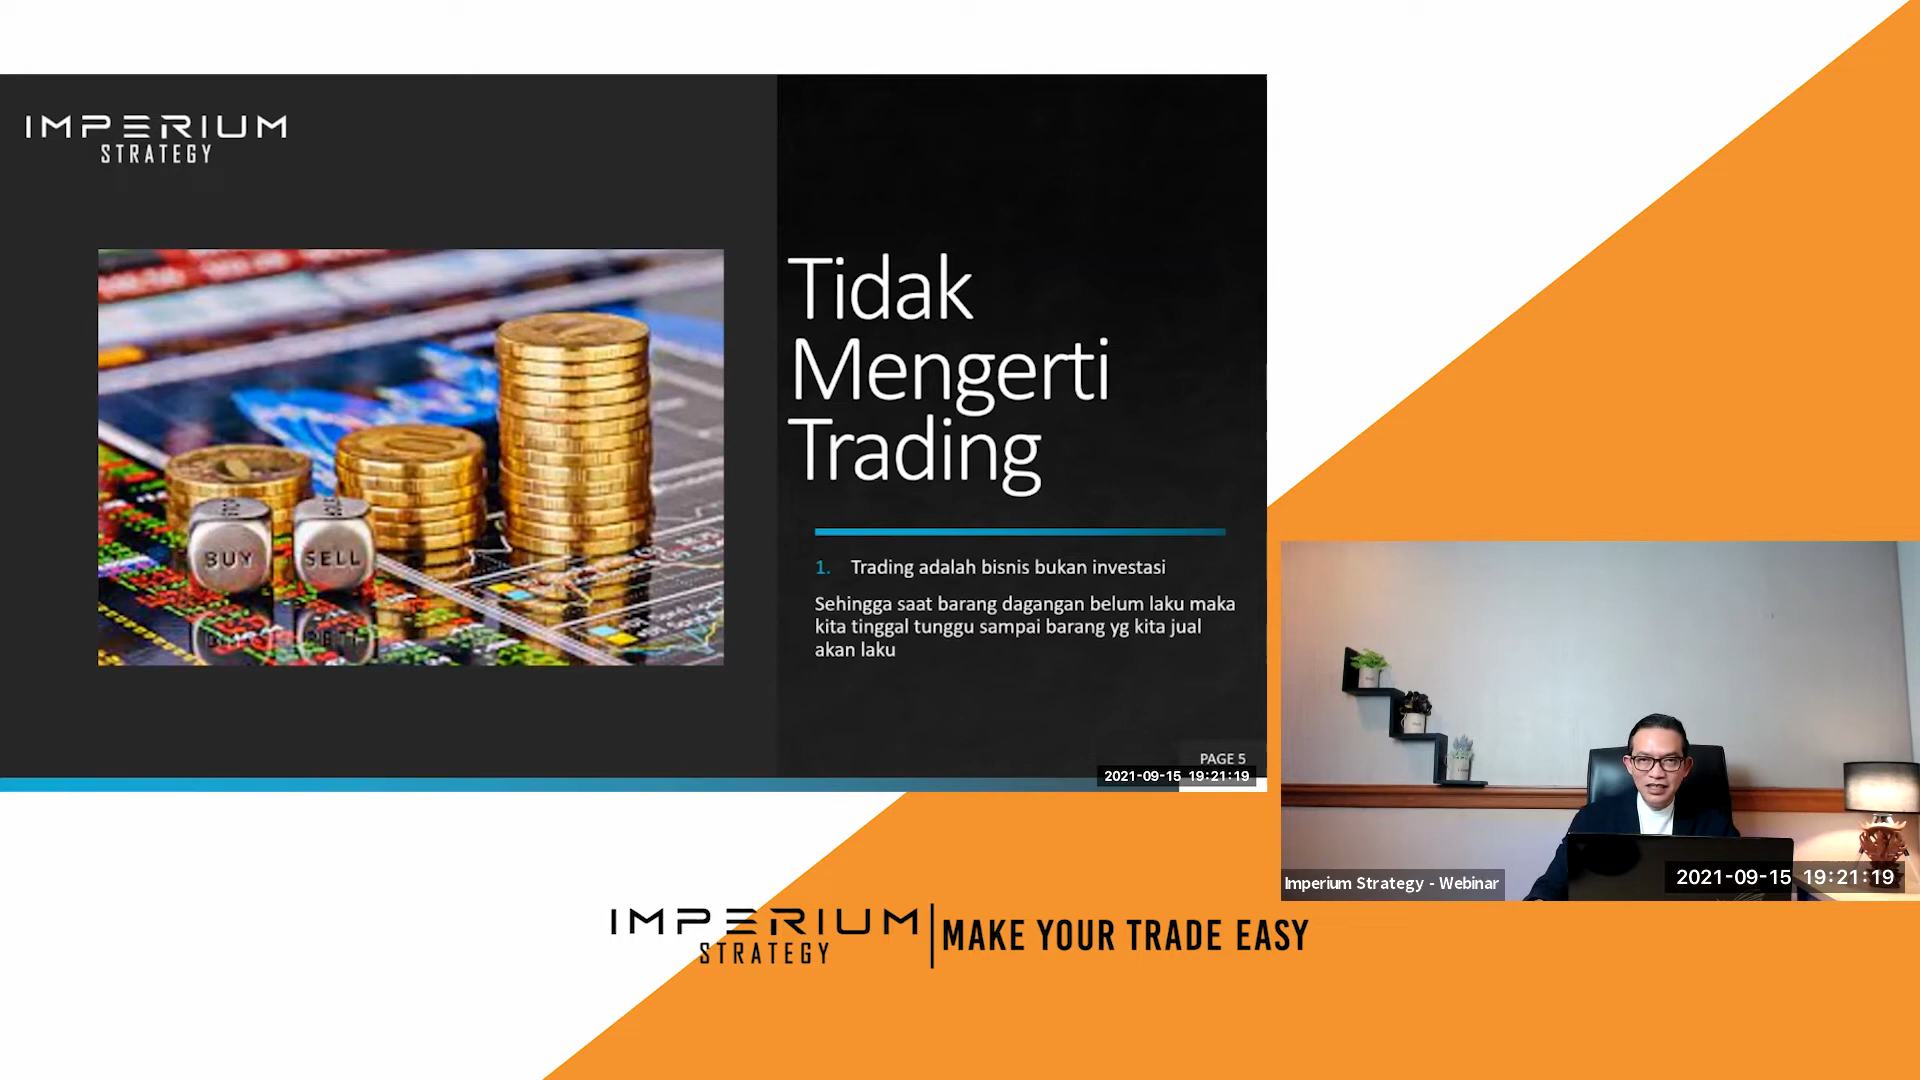 IMPERIUM
STRATEGY
BUY
SELL
Tidak
Mengerti
Trading
1. Trading adalah bisnis bukan investasi
Sehingga saat barang dagangan belum laku maka
kita tinggal tunggu sampai barang yg kita jual
akan laku
PAGE 5
2021-09-15 19:21:19
Imperium Strategy - Webinar
2021-09-15 19:21:19
IMPERIUM
STRATEGY
MAKE YOUR TRADE EASY